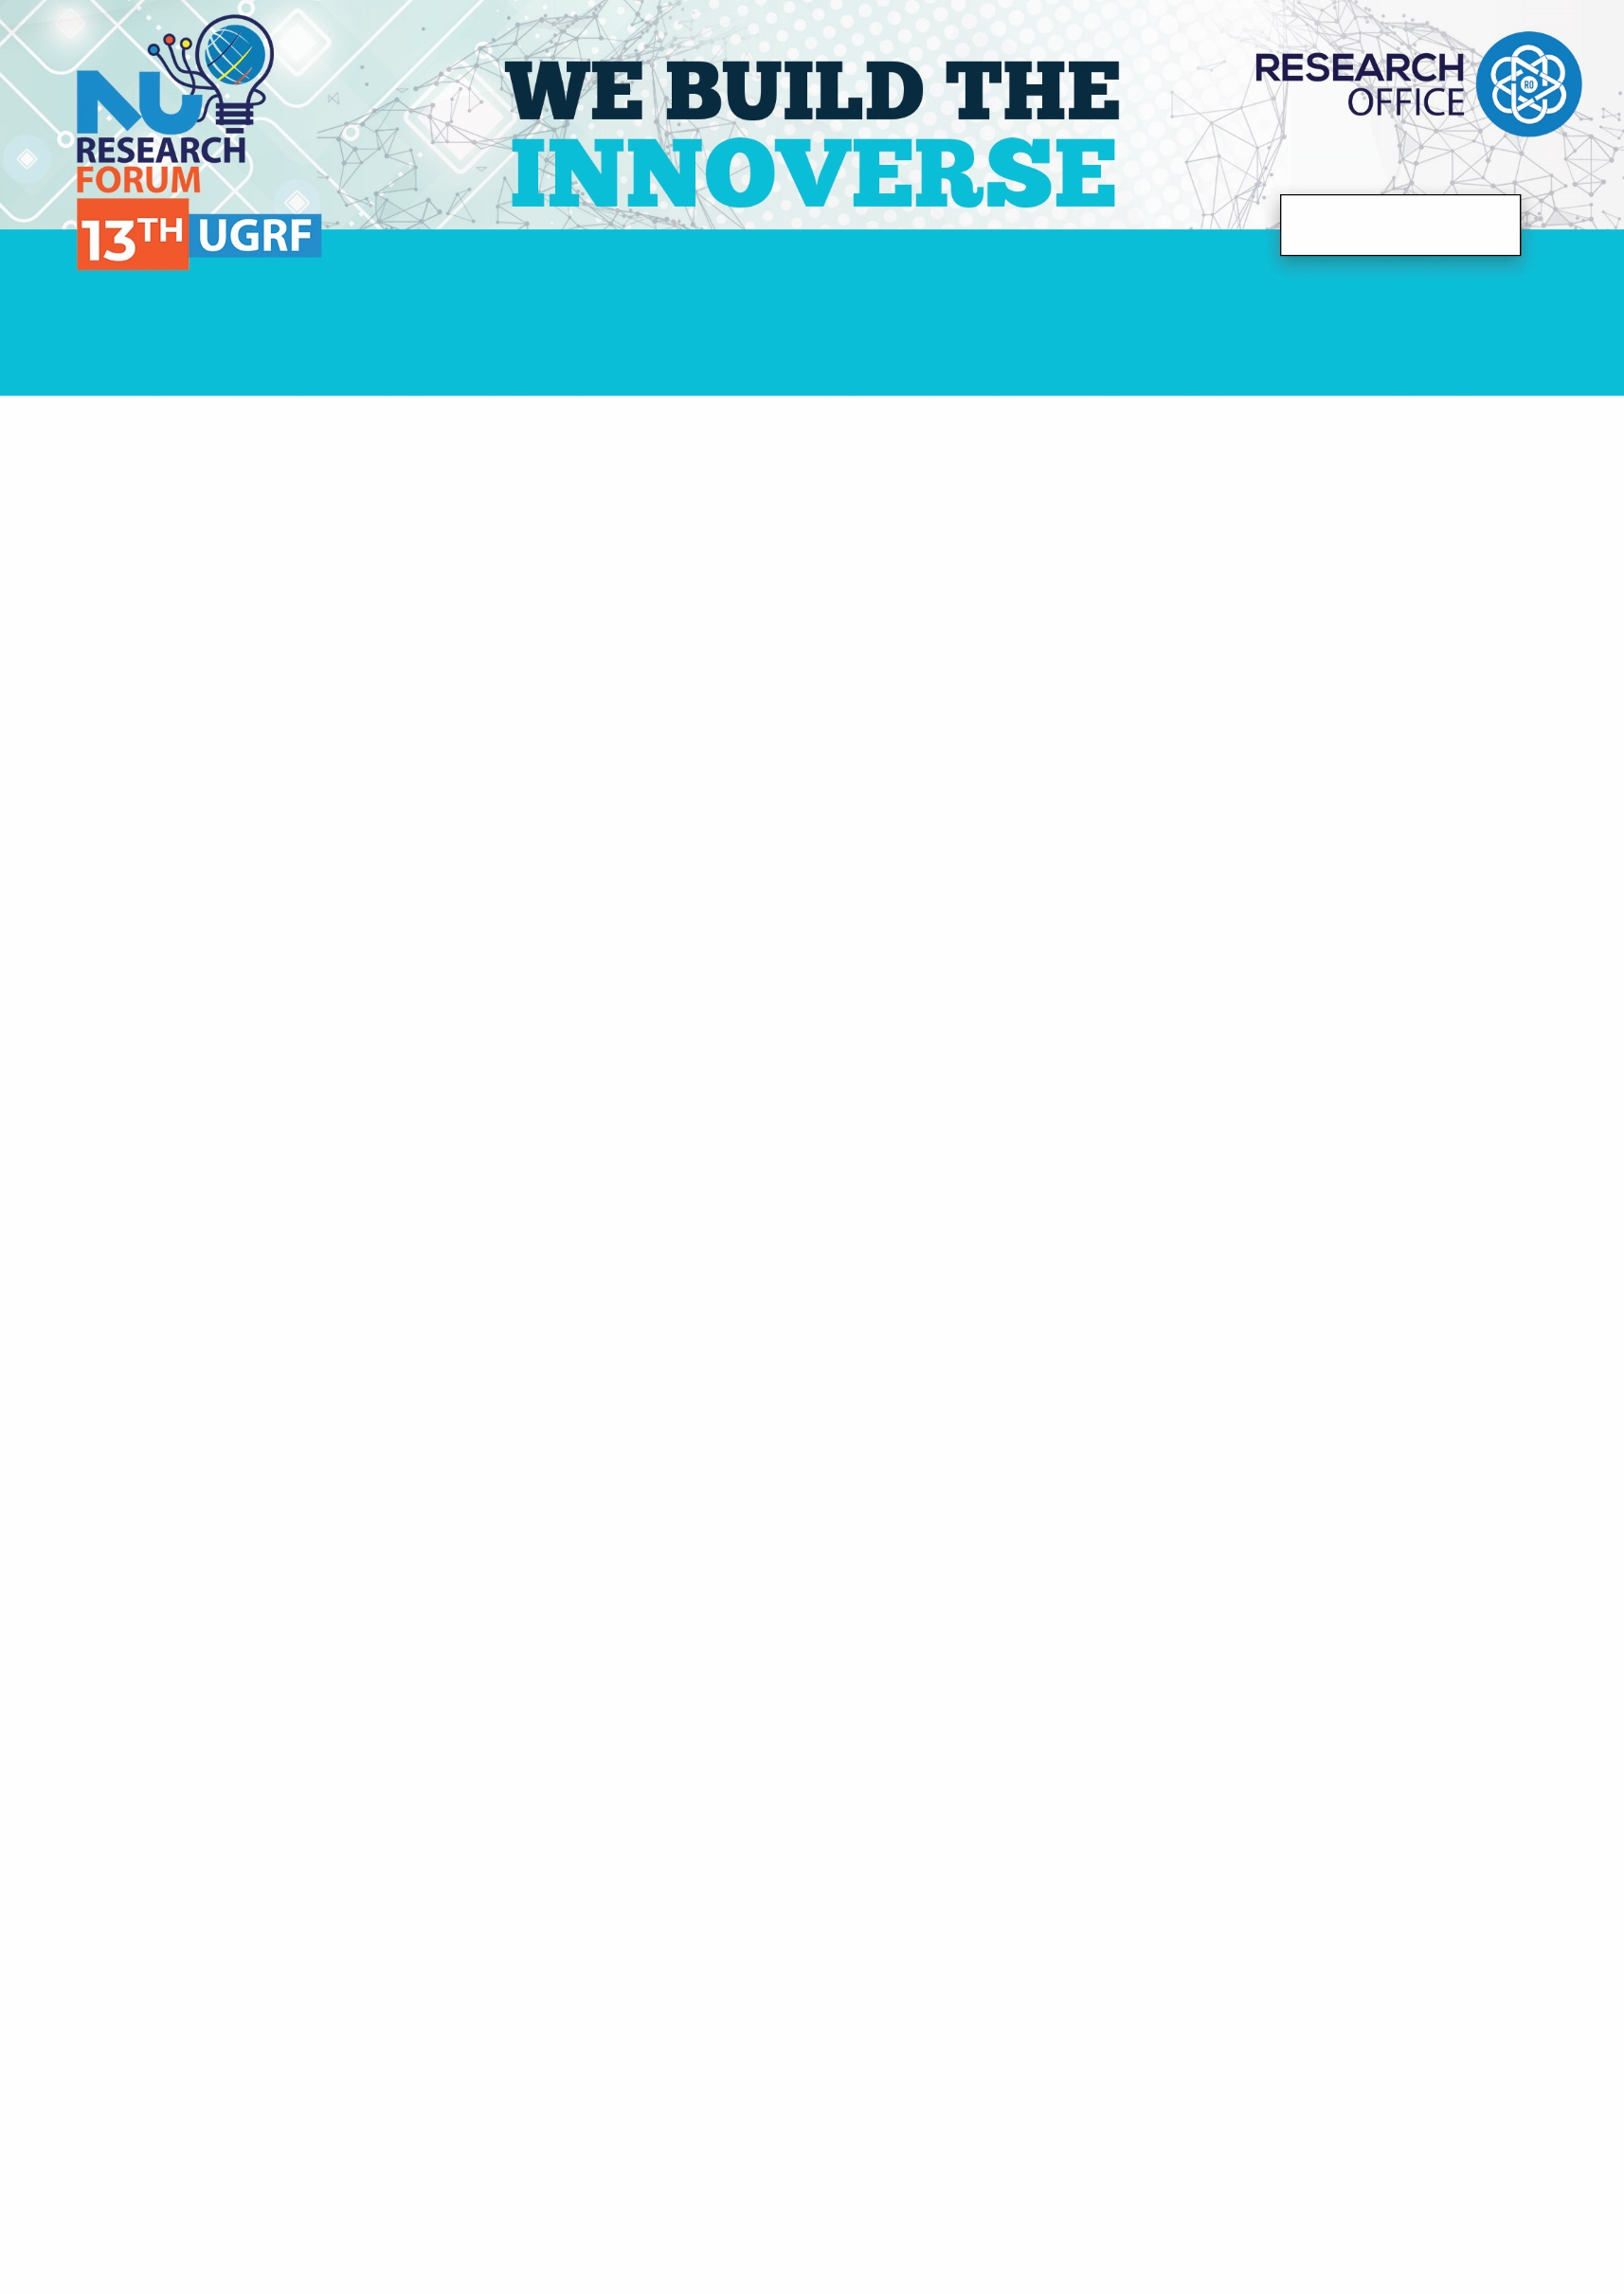 NU
RESEARCH
FORUM
13TH UGRF
WE BUILD THE
INNOVERSE
RESEARCH
OFFICE
RO